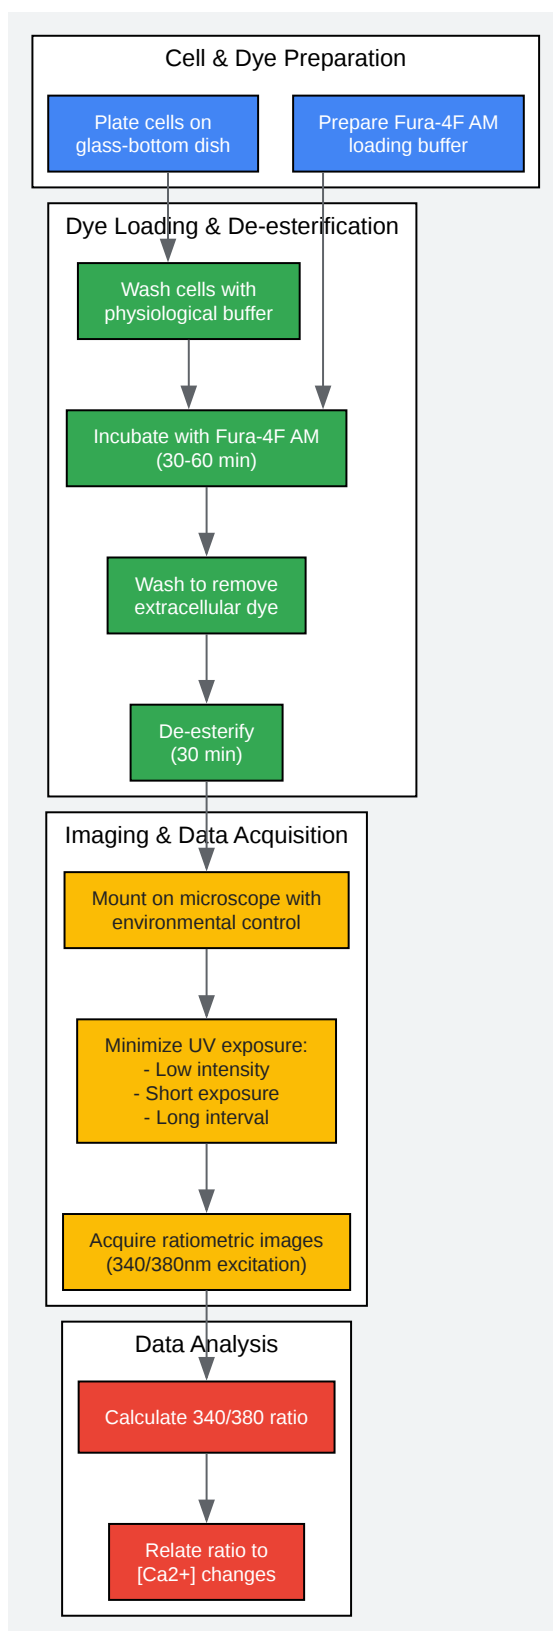 Cell & Dye Preparation
Plate cells on
glass-bottom dish
Prepare Fura-4F AM
loading buffer
Dye Loading & De-esterification
Wash cells with
physiological buffer
Incubate with Fura-4F AM
(30-60 min)
Wash to remove
extracellular dye
De-esterify
(30 min)
Imaging & Data Acquisition
Mount on microscope with
environmental control
Minimize UV exposure:
- Low intensity
- Short exposure
- Long interval
Acquire ratiometric images
(340/380nm excitation)
Data Analysis
Calculate 340/380 ratio
Relate ratio to
[Ca2+] changes